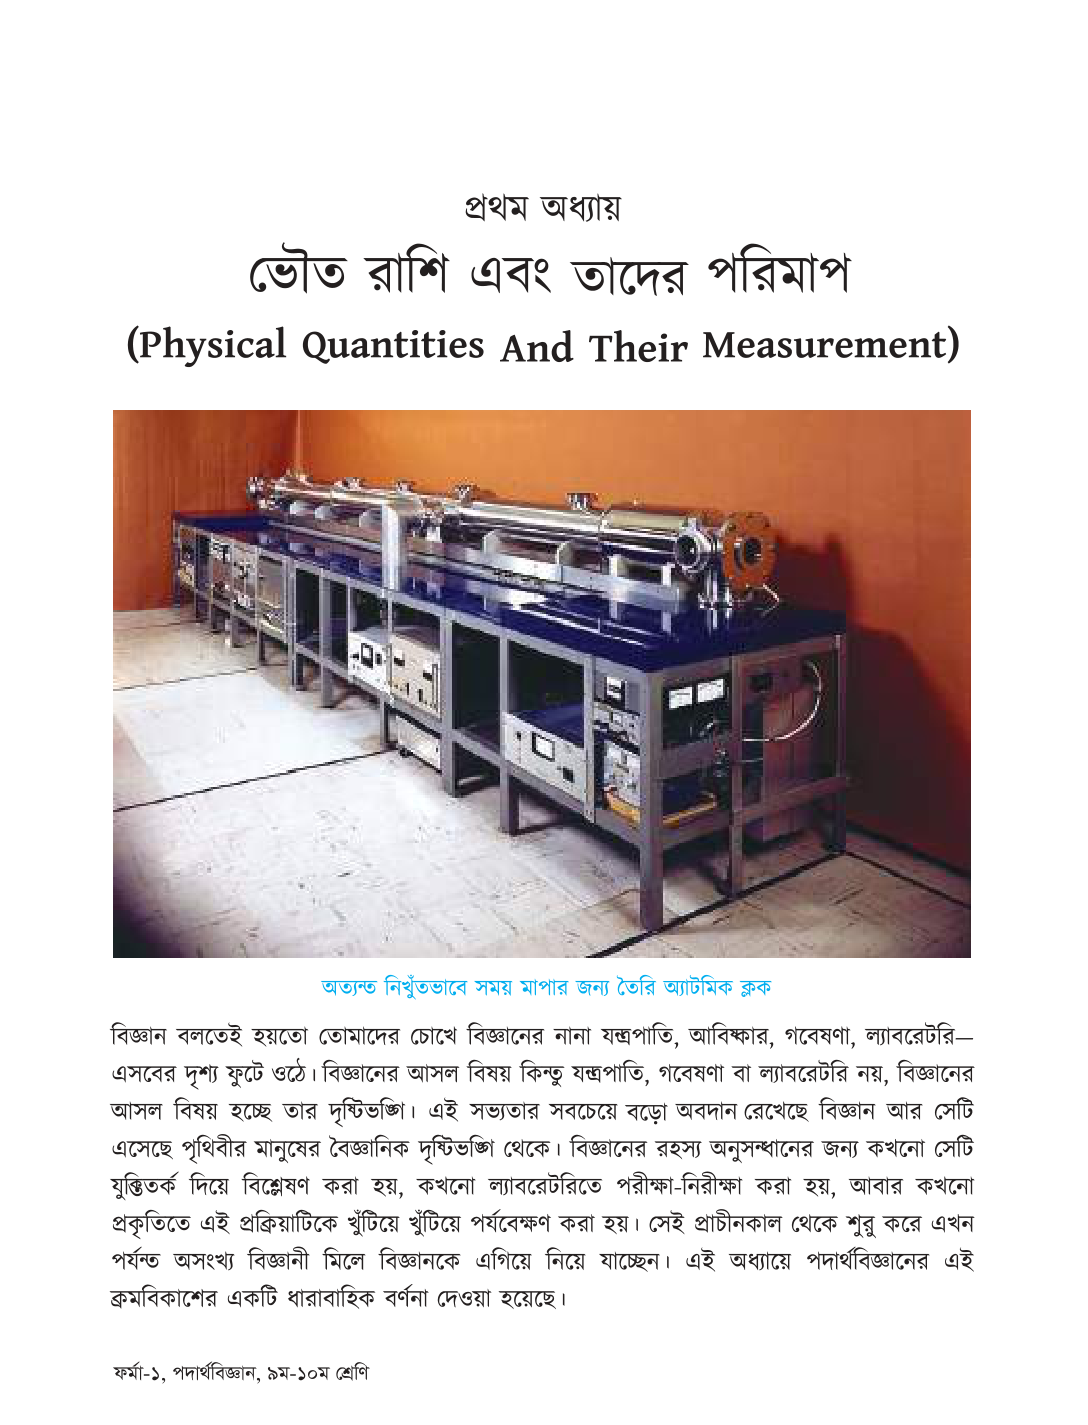 প্রথম অধ্যায়
ভৌত রাশি এবং তাদের পরিমাপ
(Physical Quantities And Their Measurement)
অত্যন্ত নিখুঁতভাবে সময় মাপার জন্য তৈরি অ্যাটমিক ক্লক
বিজ্ঞান বলতেই হয়তো তোমাদের চোখে বিজ্ঞানের নানা যন্ত্রপাতি, আবিষ্কার, গবেষণা, ল্যাবরেটরি—
এসবের দৃশ্য ফুটে ওঠে। বিজ্ঞানের আসল বিষয় কিন্তু যন্ত্রপাতি, গবেষণা বা ল্যাবরেটরি নয়, বিজ্ঞানের
আসল বিষয় হচ্ছে তার দৃষ্টিভঙ্গি। এই সভ্যতার সবচেয়ে বড়ো অবদান রেখেছে বিজ্ঞান আর সেটি
এসেছে পৃথিবীর মানুষের বৈজ্ঞানিক দৃষ্টিভঙ্গি থেকে। বিজ্ঞানের রহস্য অনুসন্ধানের জন্য কখনো সেটি
যুক্তিতর্ক দিয়ে বিশ্লেষণ করা হয়, কখনো ল্যাবরেটরিতে পরীক্ষা-নিরীক্ষা করা হয়, আবার কখনো
প্রকৃতিতে এই প্রক্রিয়াটিকে খুঁটিয়ে খুঁটিয়ে পর্যবেক্ষণ করা হয়। সেই প্রাচীনকাল থেকে শুরু করে এখন
পর্যন্ত অসংখ্য বিজ্ঞানী মিলে বিজ্ঞানকে এগিয়ে নিয়ে যাচ্ছেন। এই অধ্যায়ে পদার্থবিজ্ঞানের এই
ক্রমবিকাশের একটি ধারাবাহিক বর্ণনা দেওয়া হয়েছে।
ফর্মা-১, পদার্থবিজ্ঞান, ৯ম-১০ম শ্রেণি